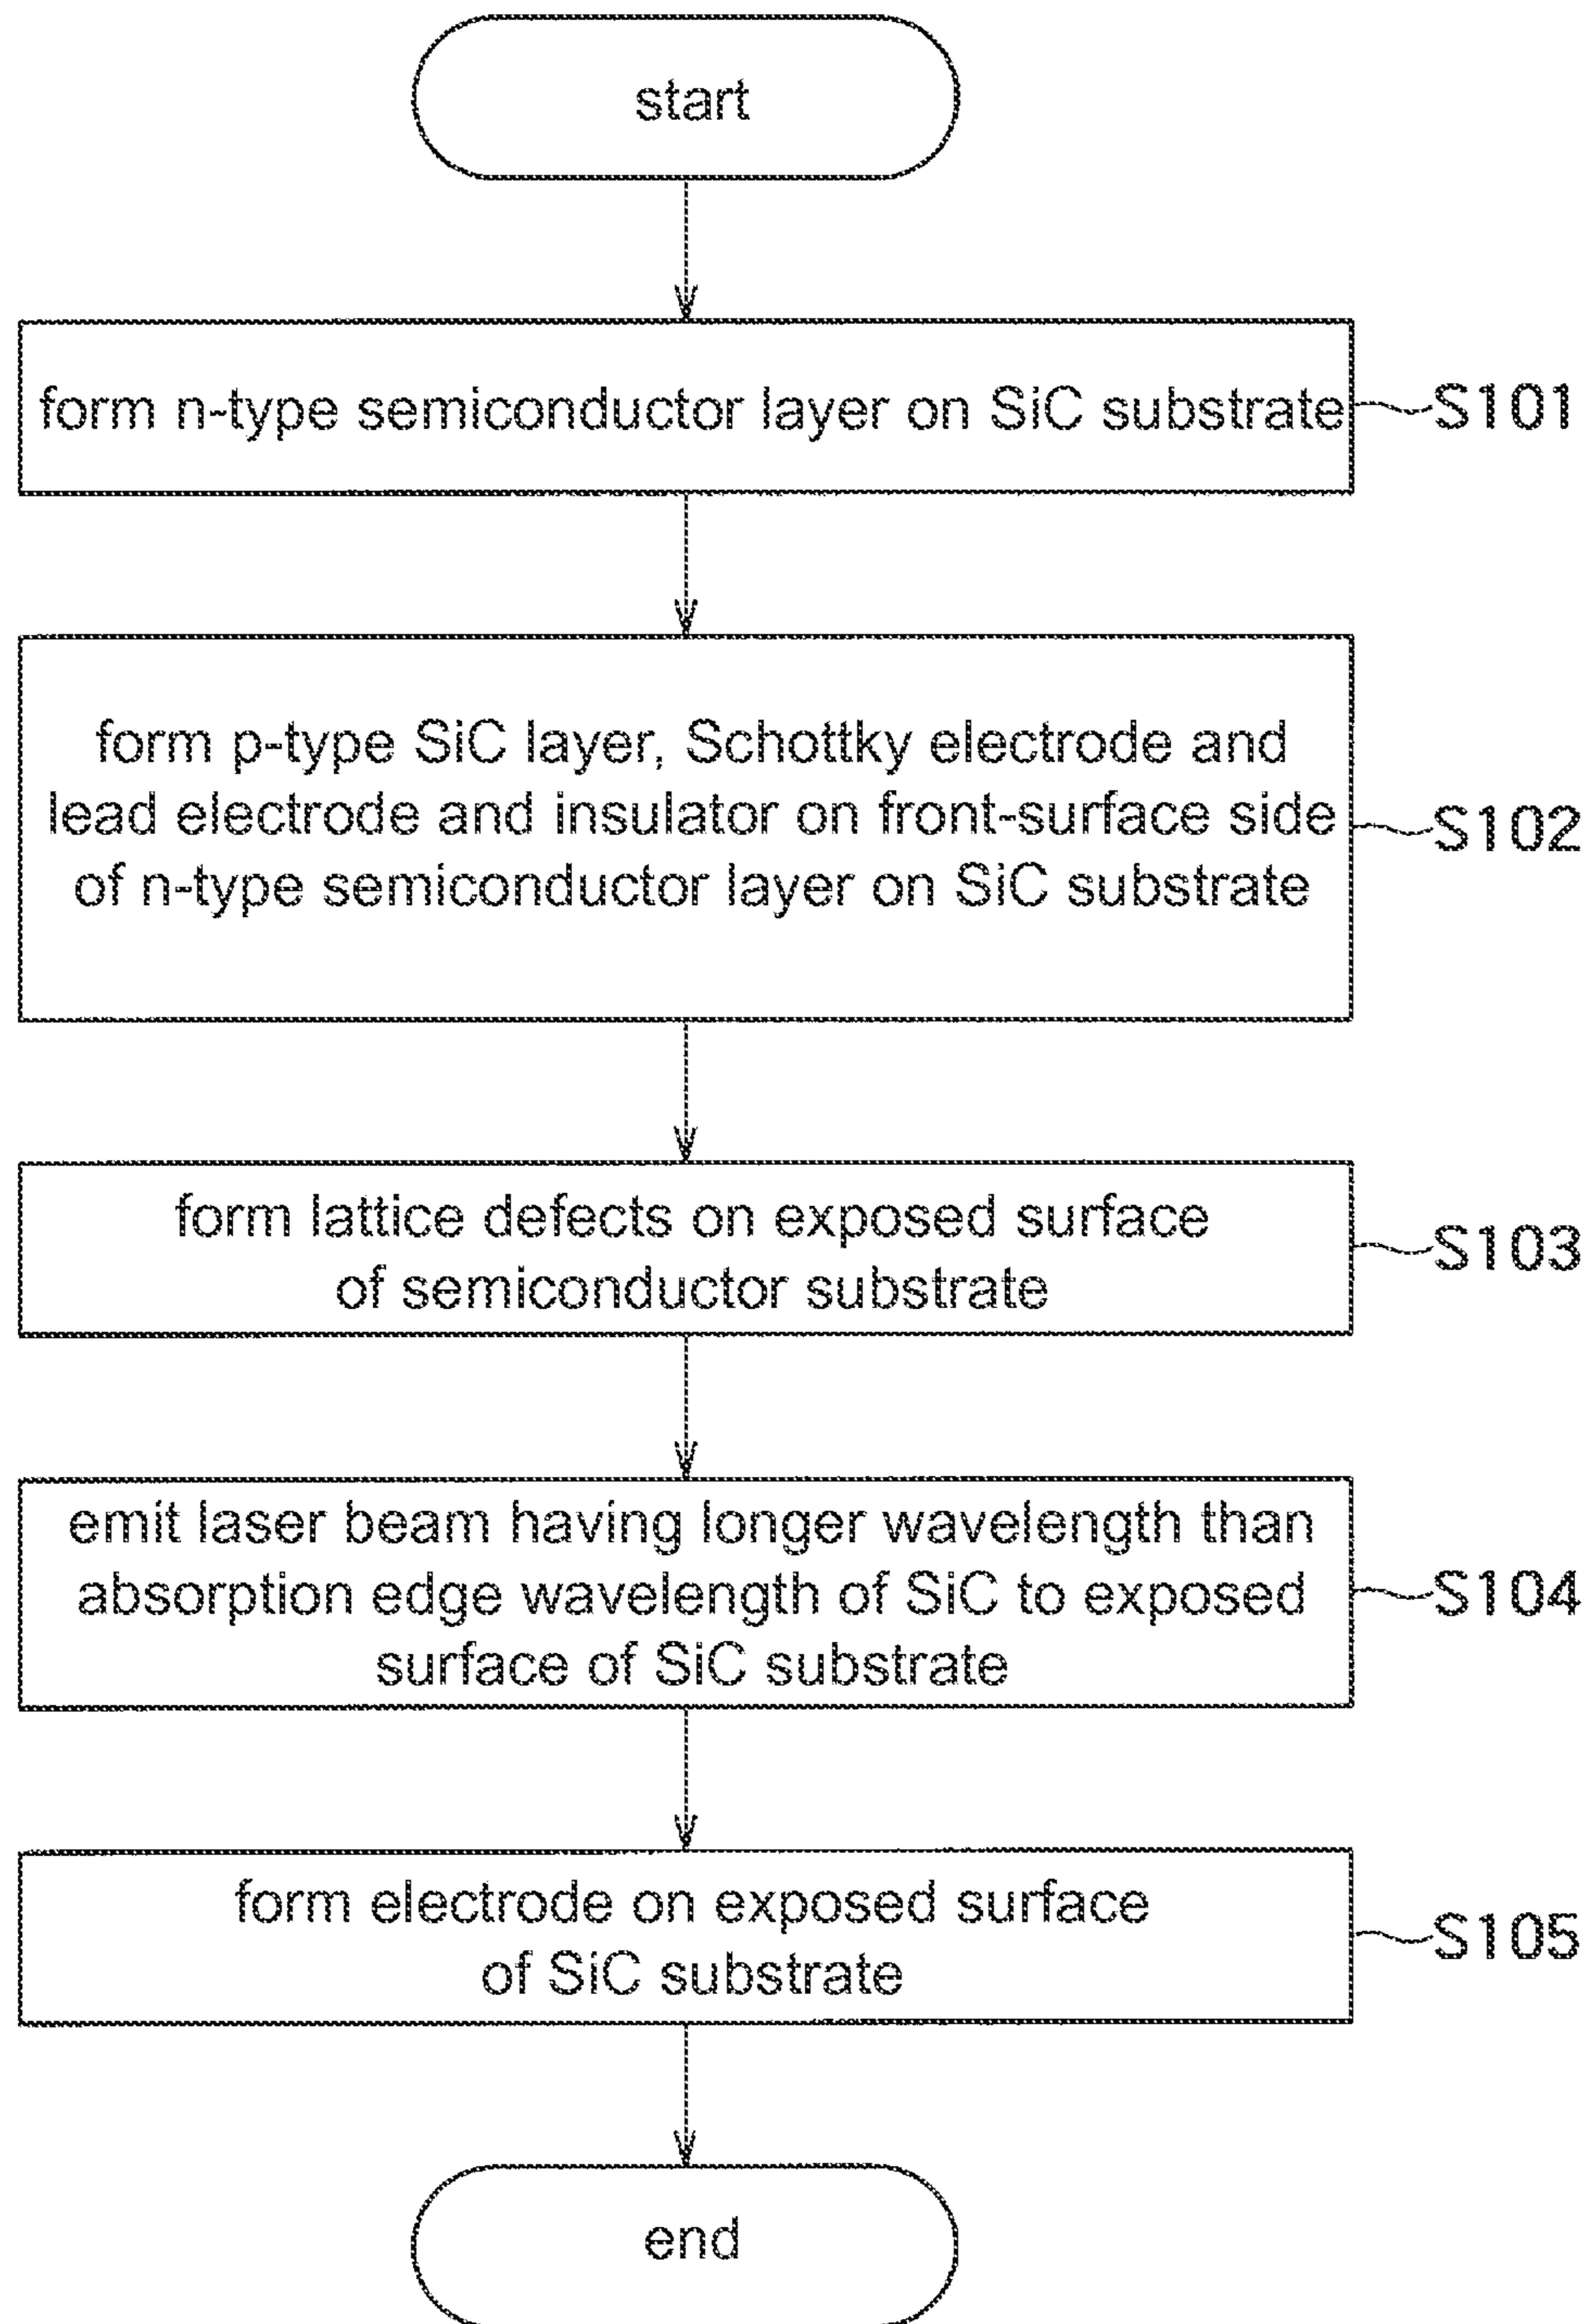 start
form n-type semiconductor layer on SiC substrate
S101
form p-type SiC layer, Schottky electrode and
lead electrode and insulator on front-surface side
of n-type semiconductor layer on SiC substrate
S102
form lattice defects on exposed surface
of semiconductor substrate
S103
emit laser beam having longer wavelength than
absorption edge wavelength of SiC to exposed
surface of SiC substrate
S104
form electrode on exposed surface
of SiC substrate
S105
end